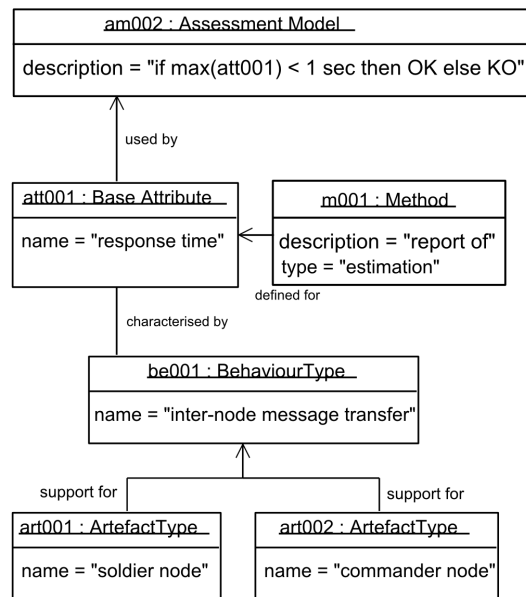 am002 : Assessment Model
description = "if max(att001) < 1 sec then OK else KO"
used by
att001 : Base Attribute
name = "response time"
m001 : Method
description = "report of"
type = "estimation"
defined for
characterised by
be001 : BehaviourType
name = "inter-node message transfer"
support for
support for
art001 : ArtefactType
name = "soldier node"
art002 : ArtefactType
name = "commander node"